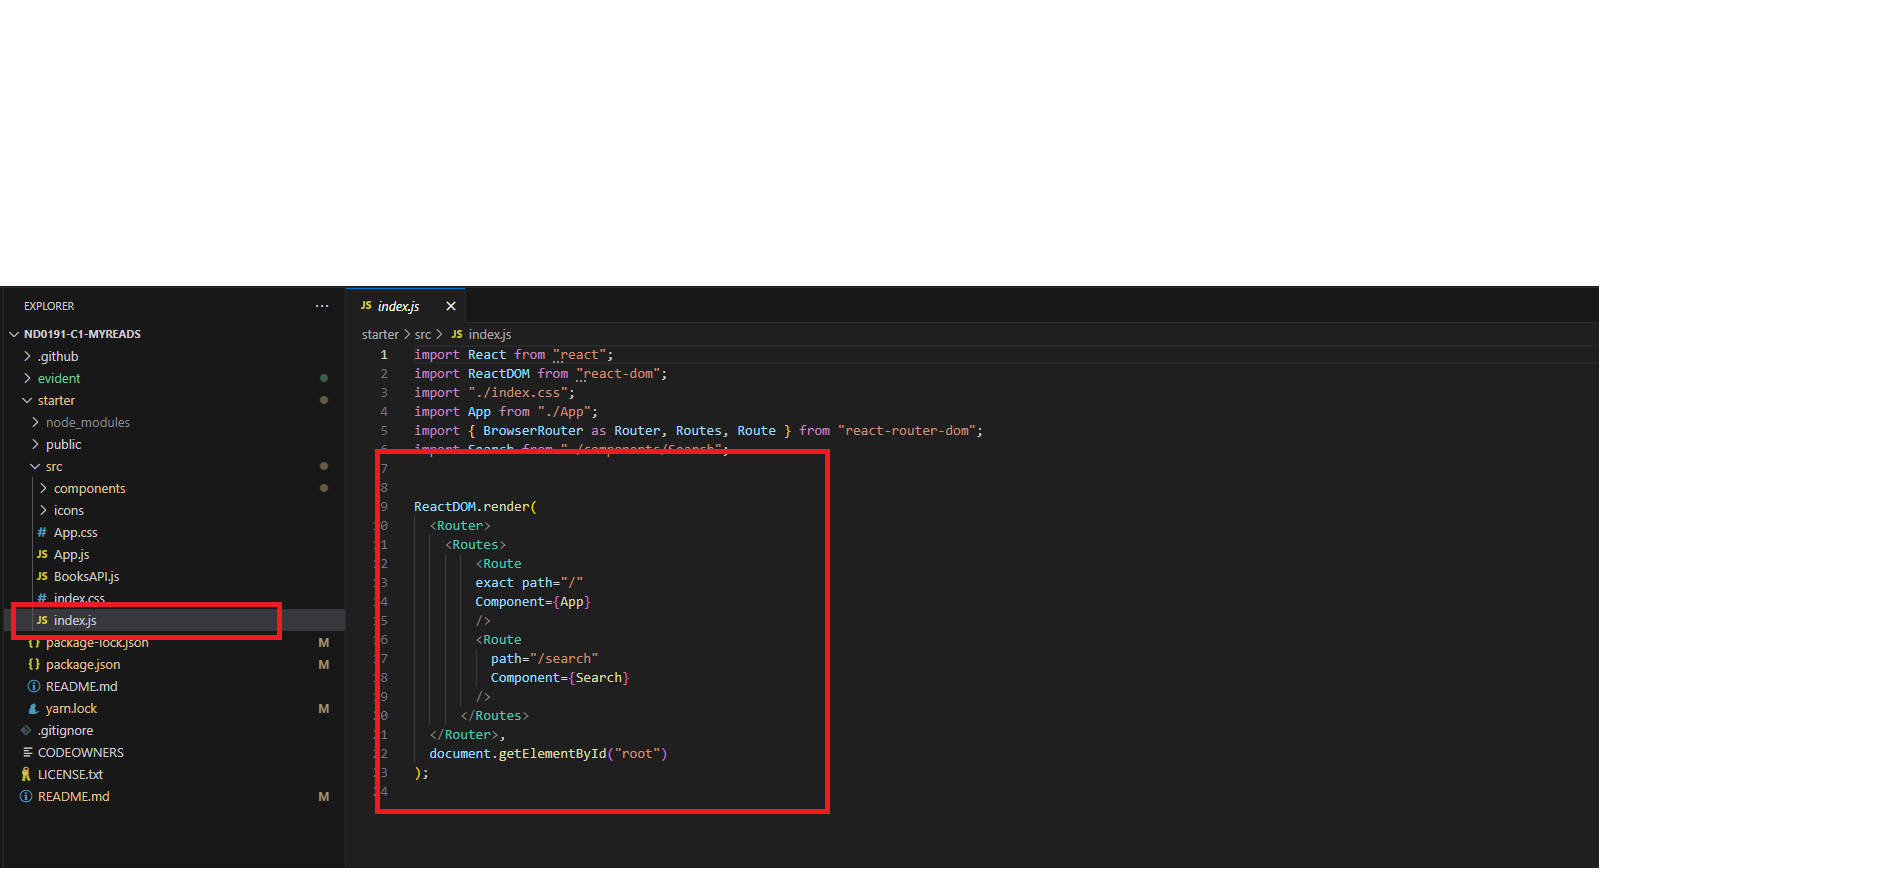 EXPLORER ···
ND0191-C1-MYREADS
.github
evident
starter
node_modules
public
src
components
icons
# App.css
JS App.js
JS BooksAPI.js
# index.css
JS index.js
{} package-lock.json M
{} package.json M
README.md
yarn.lock M
.gitignore
CODEOWNERS
LICENSE.txt
README.md M
JS index.js ×
starter > src > JS index.js
1 import React from "react";
2 import ReactDOM from "react-dom";
3 import "./index.css";
4 import App from "./App";
5 import { BrowserRouter as Router, Routes, Route } from "react-router-dom";
6 import Search from "./components/Search";
7
8
9 ReactDOM.render(
10 <Router>
11 <Routes>
12 <Route
13 exact path="/"
14 Component={App}
15 />
16 <Route
17 path="/search"
18 Component={Search}
19 />
20 </Routes>
21 </Router>,
22 document.getElementById("root")
23 );
24